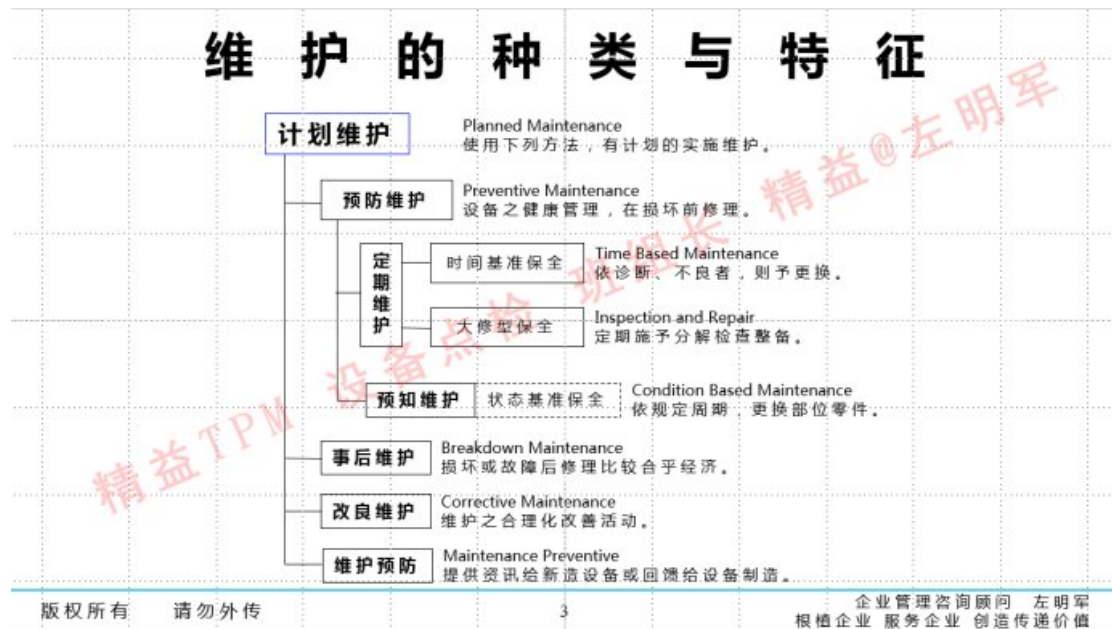 维护的种类与特征
计划维护
Planned Maintenance
使用下列方法，有计划的实施维护。
预防维护
Preventive Maintenance
设备之健康管理，在损坏前修理。
定期维护
时间基准保全
Time Based Maintenance
依诊断、不良者，则予更换。
大修型保全
Inspection and Repair
定期施予分解检查整备。
预知维护
状态基准保全
Condition Based Maintenance
依规定周期，更换部位零件。
事后维护
Breakdown Maintenance
损坏或故障后修理比较合乎经济。
改良维护
Corrective Maintenance
维护之合理化改善活动。
维护预防
Maintenance Preventive
提供资讯给新造设备或回馈给设备制造。
精益TPM 设备点检 班组长 精益@左明军
版权所有 请勿外传
3
企业管理咨询顾问 左明军
根植企业 服务企业 创造传递价值